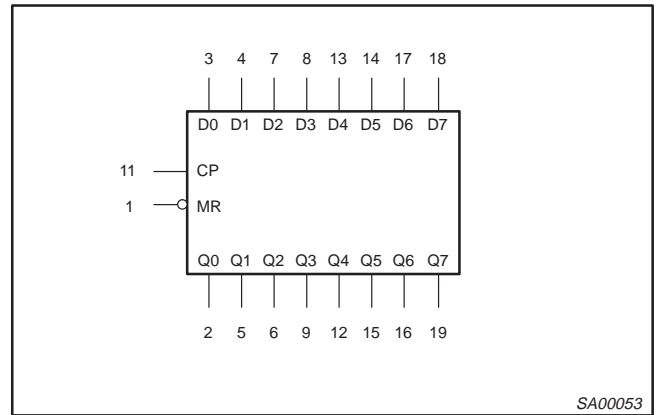 3 4 7 8 13 14 17 18
D0 D1 D2 D3 D4 D5 D6 D7
11 CP
1 MR
Q0 Q1 Q2 Q3 Q4 Q5 Q6 Q7
2 5 6 9 12 15 16 19
SA00053